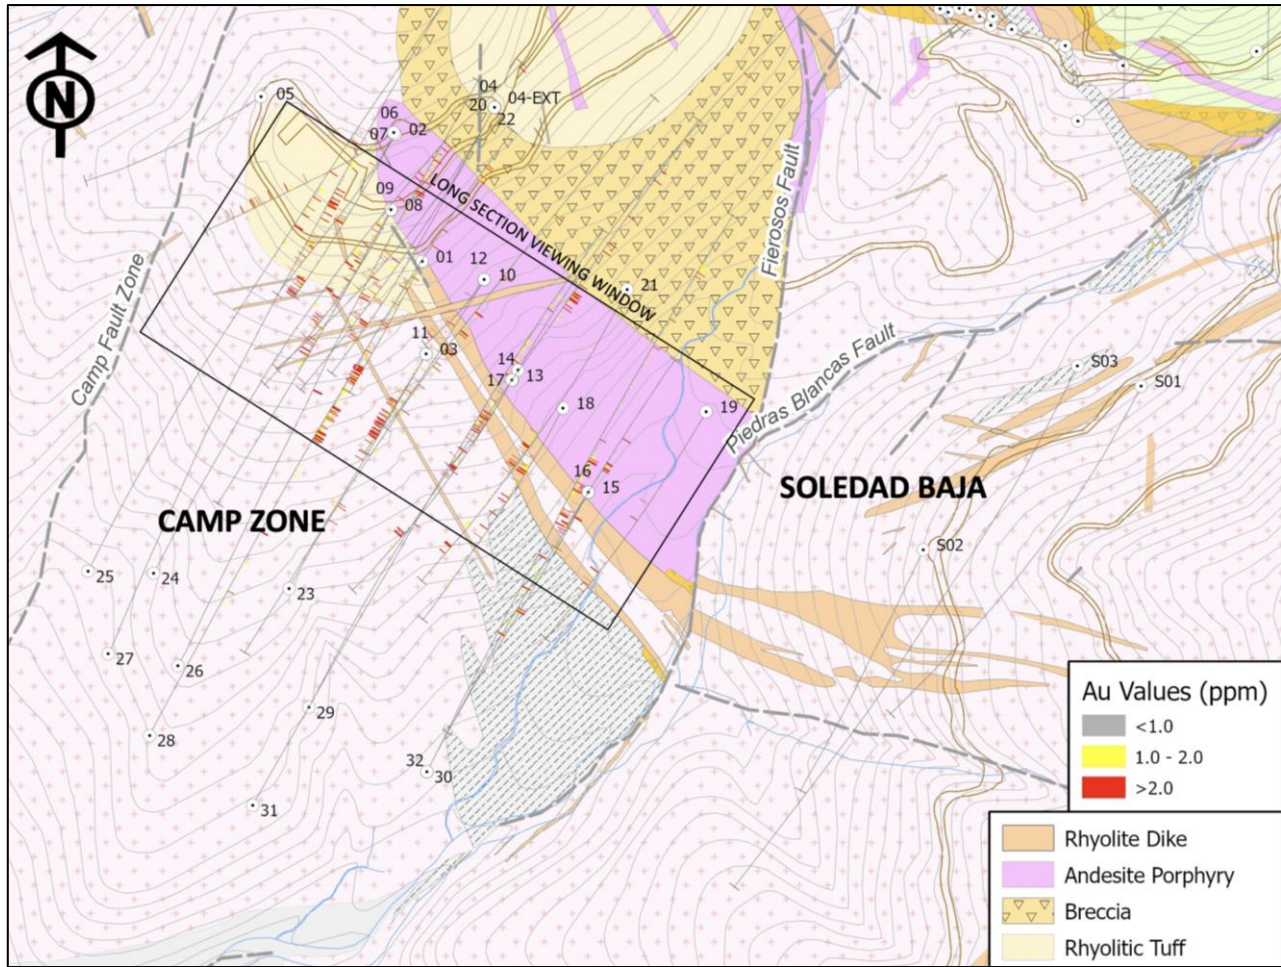 N
05
04
04-EXT
20
22
06
02
07
09
08
LONG SECTION VIEWING WINDOW
01
12
10
21
Fierosos Fault
Camp Fault Zone
11
03
14
17
13
18
19
Piedras Blancas Fault
S03
S01
16
15
SOLEDAD BAJA
CAMP ZONE
S02
25
24
23
27
26
29
28
32
30
31
Au Values (ppm)
<1.0
1.0 - 2.0
>2.0
Rhyolite Dike
Andesite Porphyry
Breccia
Rhyolitic Tuff